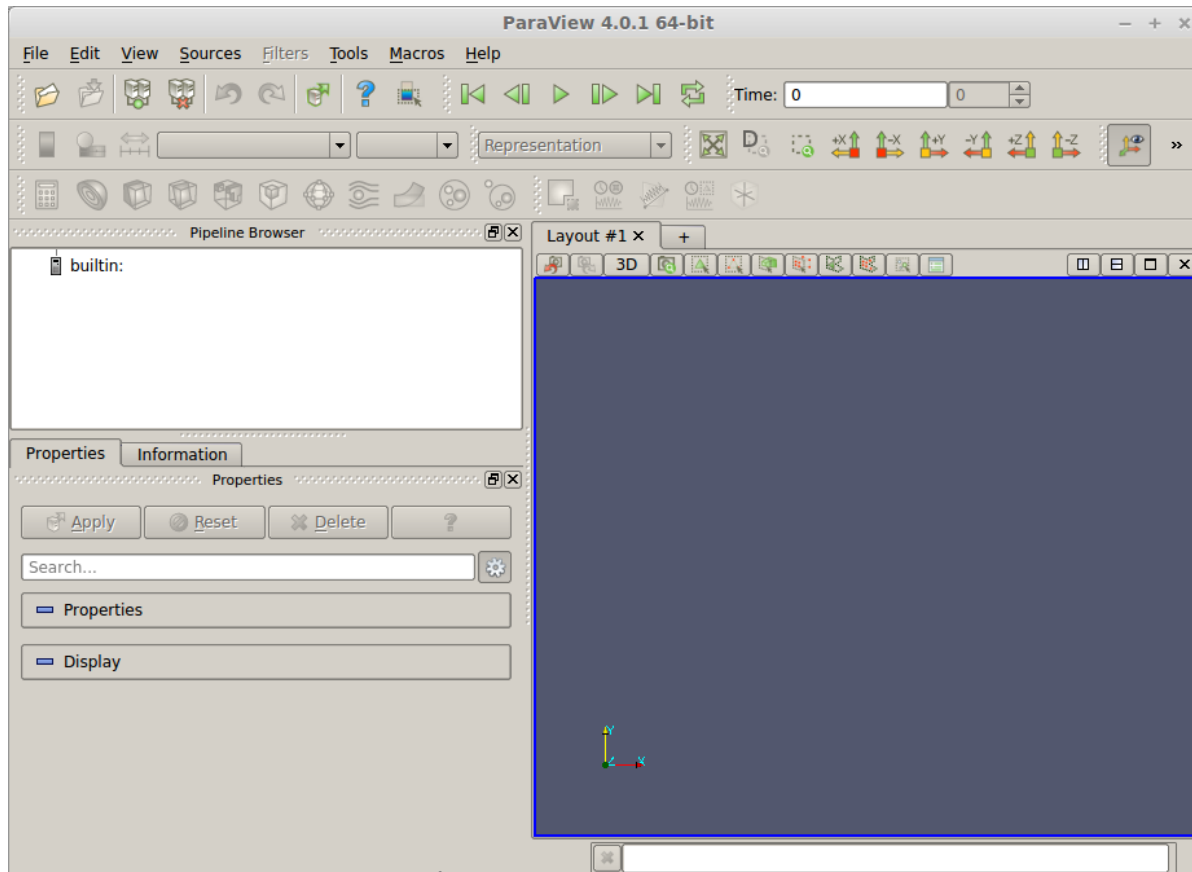 ParaView 4.0.1 64-bit
File Edit View Sources Filters Tools Macros Help
Time: 0 0
Representation +X -X +Y -Y +Z -Z »
Pipeline Browser
builtin:
Layout #1 × +
3D
Properties Information
Properties
Apply Reset Delete ?
Search...
Properties
Display
Y
Z X